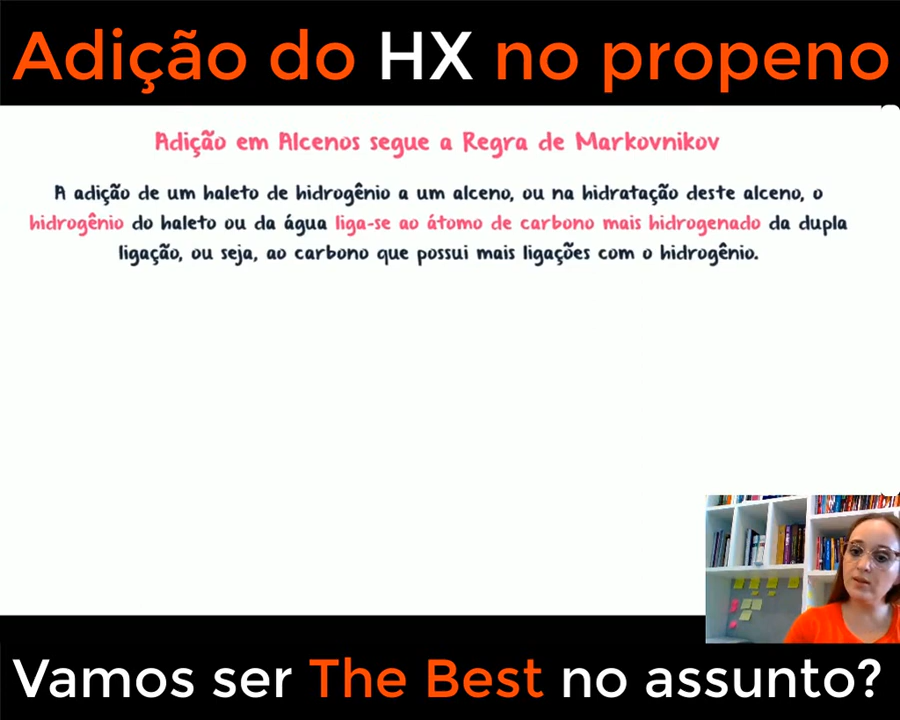 Adição do HX no propeno
Adição em Alcenos segue a Regra de Markovnikov
A adição de um haleto de hidrogênio a um alceno, ou na hidratação deste alceno, o
hidrogênio do haleto ou da água liga-se ao átomo de carbono mais hidrogenado da dupla
ligação, ou seja, ao carbono que possui mais ligações com o hidrogênio.
Vamos ser The Best no assunto?